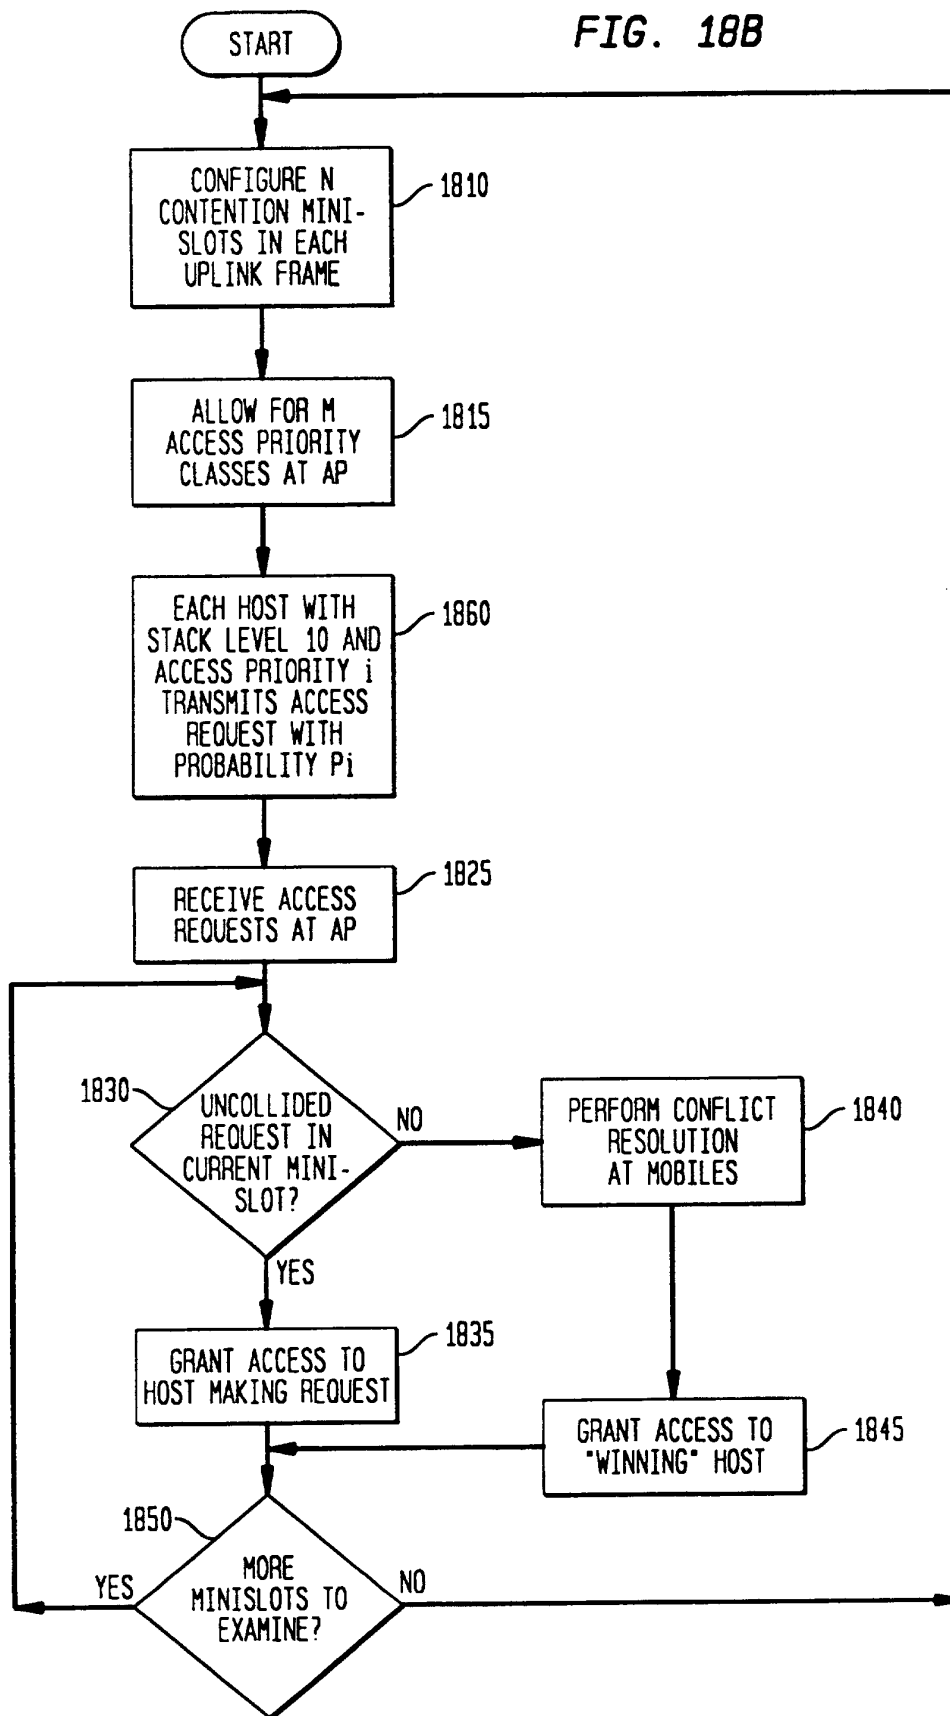 FIG. 18B
START
CONFIGURE N
CONTENTION MINI-
SLOTS IN EACH
UPLINK FRAME
1810
ALLOW FOR M
ACCESS PRIORITY
CLASSES AT AP
1815
EACH HOST WITH
STACK LEVEL 10 AND
ACCESS PRIORITY i
TRANSMITS ACCESS
REQUEST WITH
PROBABILITY Pi
1860
RECEIVE ACCESS
REQUESTS AT AP
1825
1830
UNCOLLIDED
REQUEST IN
CURRENT MINI-
SLOT?
NO
YES
PERFORM CONFLICT
RESOLUTION
AT MOBILES
1840
GRANT ACCESS TO
HOST MAKING REQUEST
1835
GRANT ACCESS TO
"WINNING" HOST
1845
1850
MORE
MINISLOTS TO
EXAMINE?
YES
NO